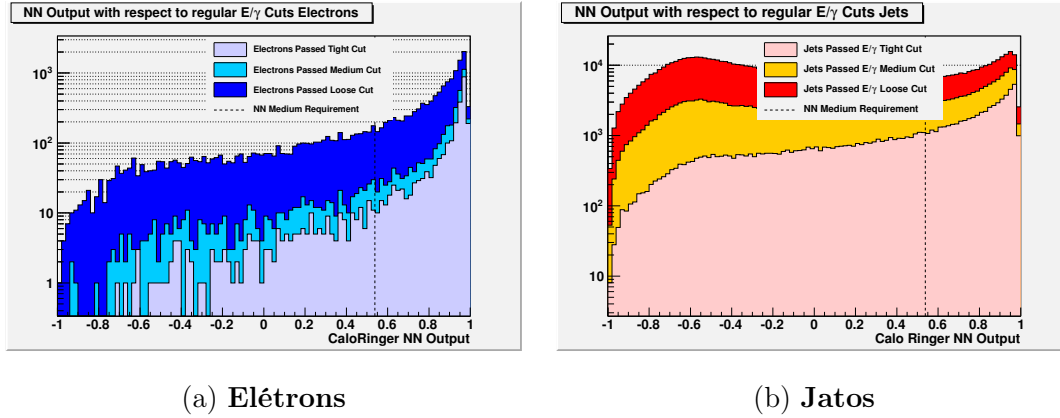 NN Output with respect to regular E/γ Cuts Electrons
Electrons Passed Tight Cut
Electrons Passed Medium Cut
Electrons Passed Loose Cut
NN Medium Requirement
10³
10²
10
1
-1 -0.8 -0.6 -0.4 -0.2 0 0.2 0.4 0.6 0.8 1
CaloRinger NN Output
(a) Elétrons
NN Output with respect to regular E/γ Cuts Jets
Jets Passed E/γ Tight Cut
Jets Passed E/γ Medium Cut
Jets Passed E/γ Loose Cut
NN Medium Requirement
10⁴
10³
10²
10
-1 -0.8 -0.6 -0.4 -0.2 0 0.2 0.4 0.6 0.8 1
Calo Ringer NN Output
(b) Jatos